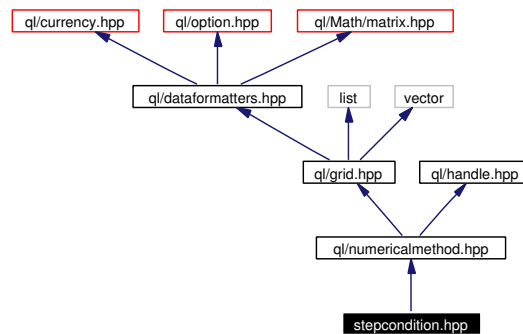 ql/currency.hpp ql/option.hpp ql/Math/matrix.hpp
ql/dataformatters.hpp list vector
ql/grid.hpp ql/handle.hpp
ql/numericalmethod.hpp
stepcondition.hpp